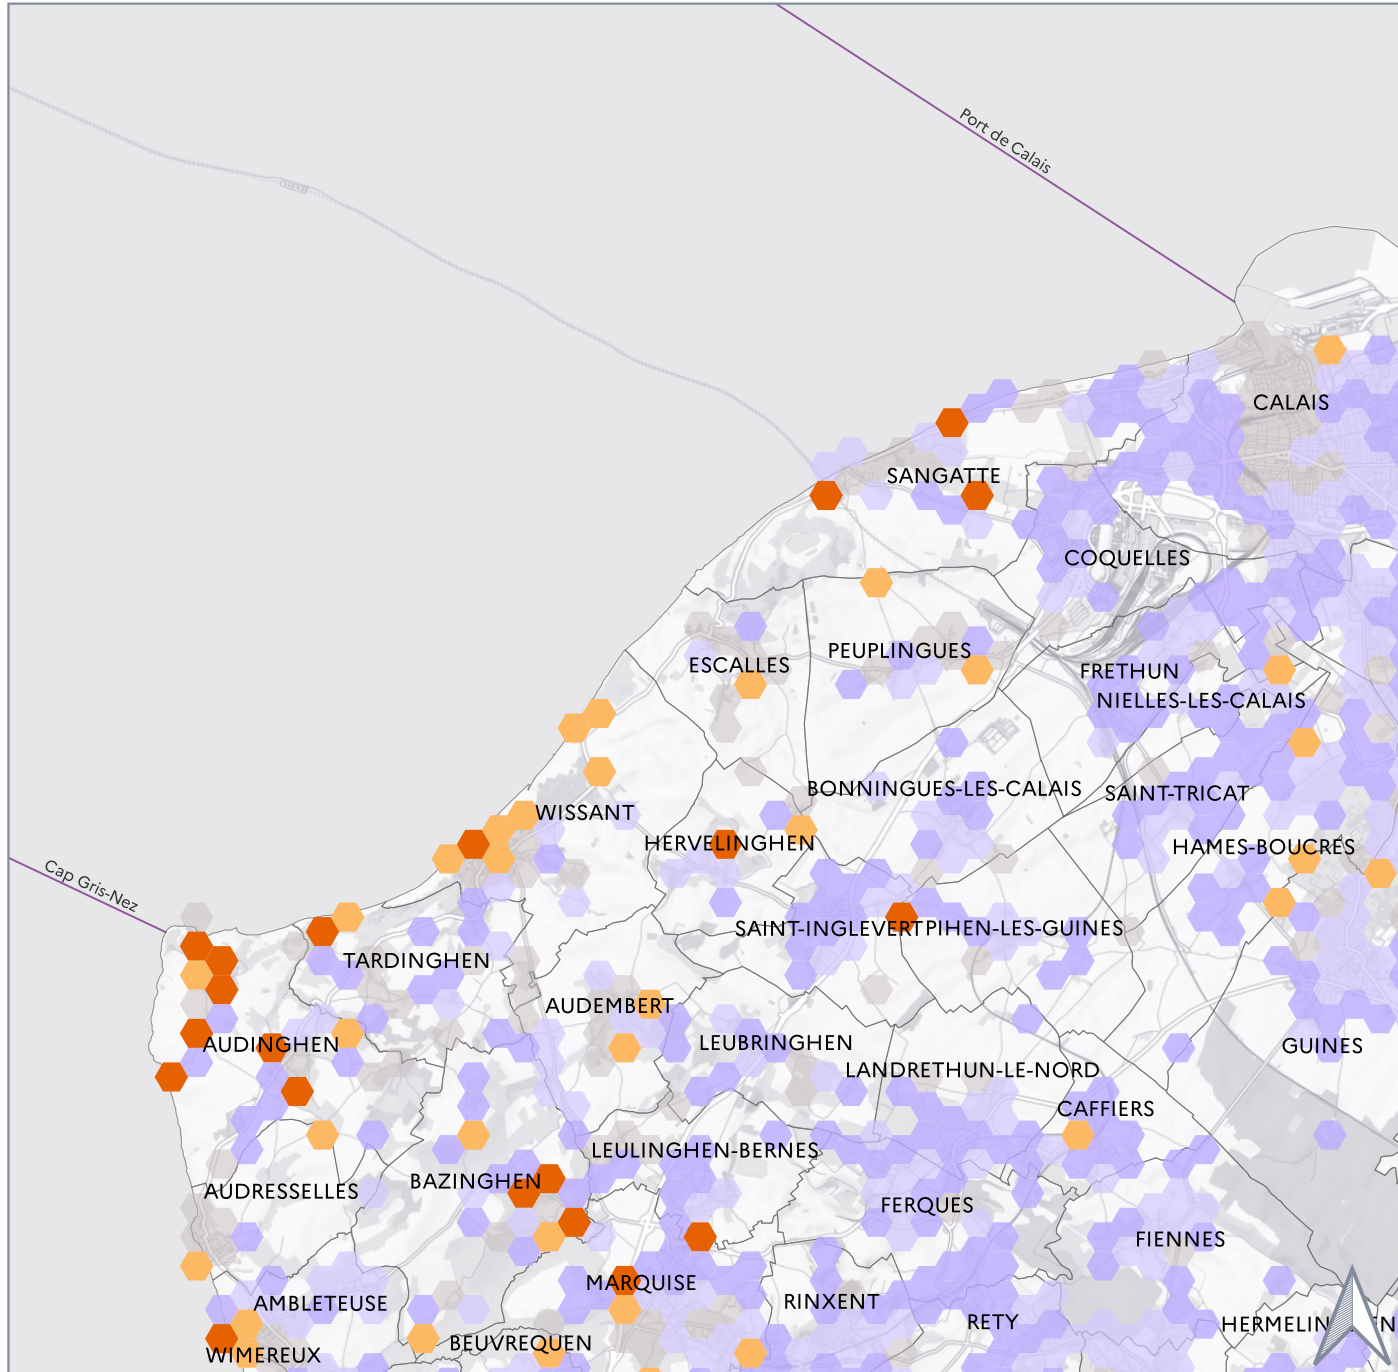 Port de Calais
CALAIS
SANGATTE
COQUELLES
PEUPLINGUES
ESCALLES
FRETHUN
NIELLES-LES-CALAIS
BONNINGUES-LES-CALAIS
SAINT-TRICAT
WISSANT
HERVELINGHEN
HAMES-BOUCRES
Cap Gris-Nez
SAINT-INGLEVERT
PIHEN-LES-GUINES
TARDINGHEN
AUDEMBERT
LEUBRINGHEN
AUDINGHEN
GUINES
LANDRETHUN-LE-NORD
CAFFIERS
LEULINGHEN-BERNES
BAZINGHEN
AUDRESSELLES
FERQUES
FIENNES
MARQUISE
RINXENT
AMBLETEUSE
RETY
BEUVREQUEN
WIMEREUX